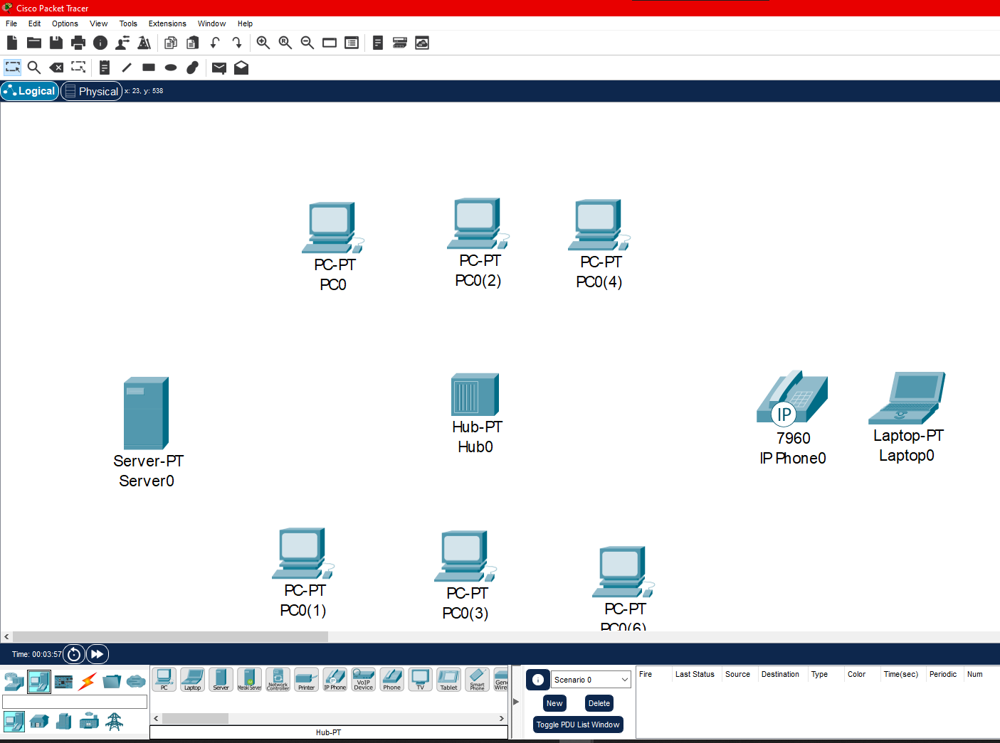 Cisco Packet Tracer
File Edit Options View Tools Extensions Window Help
Logical Physical x: 23, y: 538
PC-PT
PC0
PC-PT
PC0(2)
PC-PT
PC0(4)
Server-PT
Server0
Hub-PT
Hub0
IP
7960
IP Phone0
Laptop-PT
Laptop0
PC-PT
PC0(1)
PC-PT
PC0(3)
PC-PT
PC0(6)
Time: 00:03:57
PC Laptop Server Meraki Server Network Controller Printer IP Phone VoIP Device Phone TV Tablet Smart Phone
Hub-PT
Scenario 0
New Delete
Toggle PDU List Window
Fire Last Status Source Destination Type Color Time(sec) Periodic Num